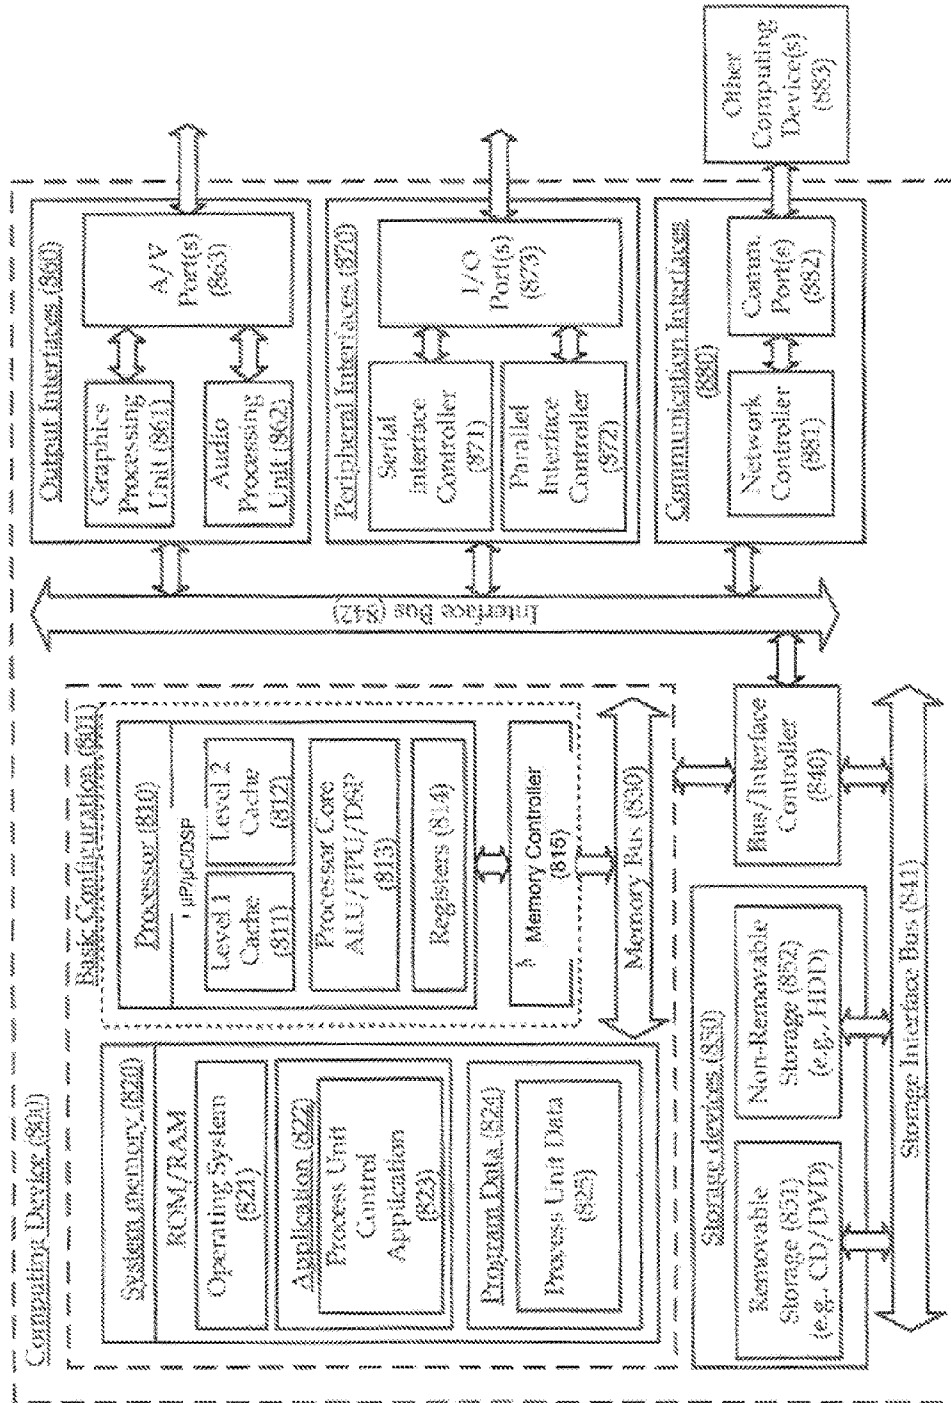 Computing Device (800)
Basic Configuration (801)
System memory (820)
ROM/RAM
Operating System
(821)
Application (822)
Process Unit
Control
Application
(823)
Program Data (824)
Process Unit Data
(825)
Processor (810)
µP/µC/DSP
Level 1
Cache
(811)
Level 2
Cache
(812)
Processor Core
ALU/FPU/DSP
(813)
Registers (814)
Memory Controller
(815)
Memory Bus (830)
Bus/Interface
Controller
(840)
Storage devices (850)
Removable
Storage (851)
(e.g., CD/DVD)
Non-Removable
Storage (852)
(e.g., HDD)
Storage Interface Bus (841)
Interface Bus (842)
Output Interfaces (860)
Graphics
Processing
Unit (861)
Audio
Processing
Unit (862)
A/V
Port(s)
(863)
Peripheral Interfaces (870)
Serial
Interface
Controller
(871)
Parallel
Interface
Controller
(872)
I/O
Port(s)
(873)
Communication Interfaces
(880)
Network
Controller
(881)
Comm.
Port(s)
(882)
Other
Computing
Device(s)
(883)